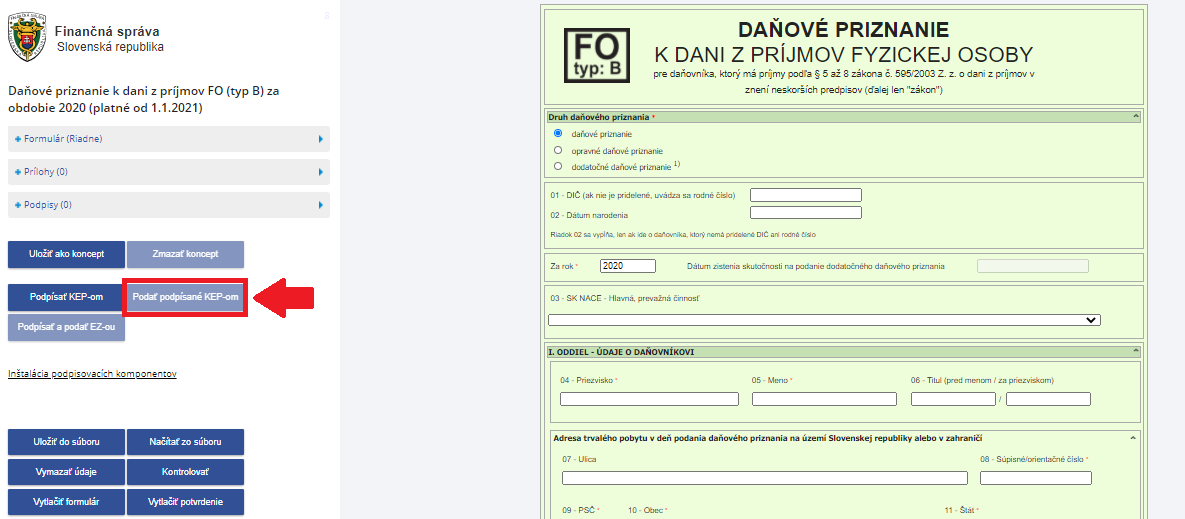 Finančná správa
Slovenská republika
Daňové priznanie k dani z príjmov FO (typ B) za
obdobie 2020 (platné od 1.1.2021)
Formulár (Riadne)
Prílohy (0)
Podpisy (0)
Uložiť ako koncept
Zmazať koncept
Podpísať KEP-om
Podať podpísané KEP-om
Podpísať a podať EZ-ou
Inštalácia podpisovacích komponentov
Uložiť do súboru
Načítať zo súboru
Vymazať údaje
Kontrolovať
Vytlačiť formulár
Vytlačiť potvrdenie
FO
typ: B
DAŇOVÉ PRIZNANIE
K DANI Z PRÍJMOV FYZICKEJ OSOBY
pre daňovníka, ktorý má príjmy podľa § 5 až 8 zákona č. 595/2003 Z. z. o dani z príjmov v
znení neskorších predpisov (ďalej len "zákon")
Druh daňového priznania *
daňové priznanie
opravné daňové priznanie
dodatočné daňové priznanie 1)
01 - DIČ (ak nie je pridelené, uvádza sa rodné číslo)
02 - Dátum narodenia
Riadok 02 sa vypĺňa, len ak ide o daňovníka, ktorý nemá pridelené DIČ ani rodné číslo
Za rok * 2020 Dátum zistenia skutočnosti na podanie dodatočného daňového priznania
03 - SK NACE - Hlavná, prevažná činnosť
I. ODDIEL - ÚDAJE O DAŇOVNÍKOVI
04 - Priezvisko * 05 - Meno * 06 - Titul (pred menom / za priezviskom)
/
Adresa trvalého pobytu v deň podania daňového priznania na území Slovenskej republiky alebo v zahraničí
07 - Ulica 08 - Súpisné/orientačné číslo *
09 - PSČ * 10 - Obec * 11 - Štát *